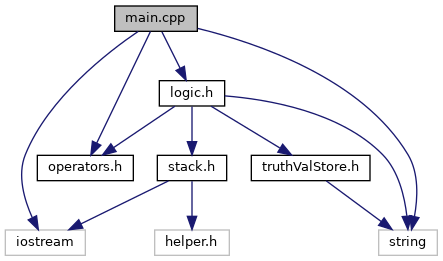 main.cpp
logic.h
operators.h
stack.h
truthValStore.h
iostream
helper.h
string